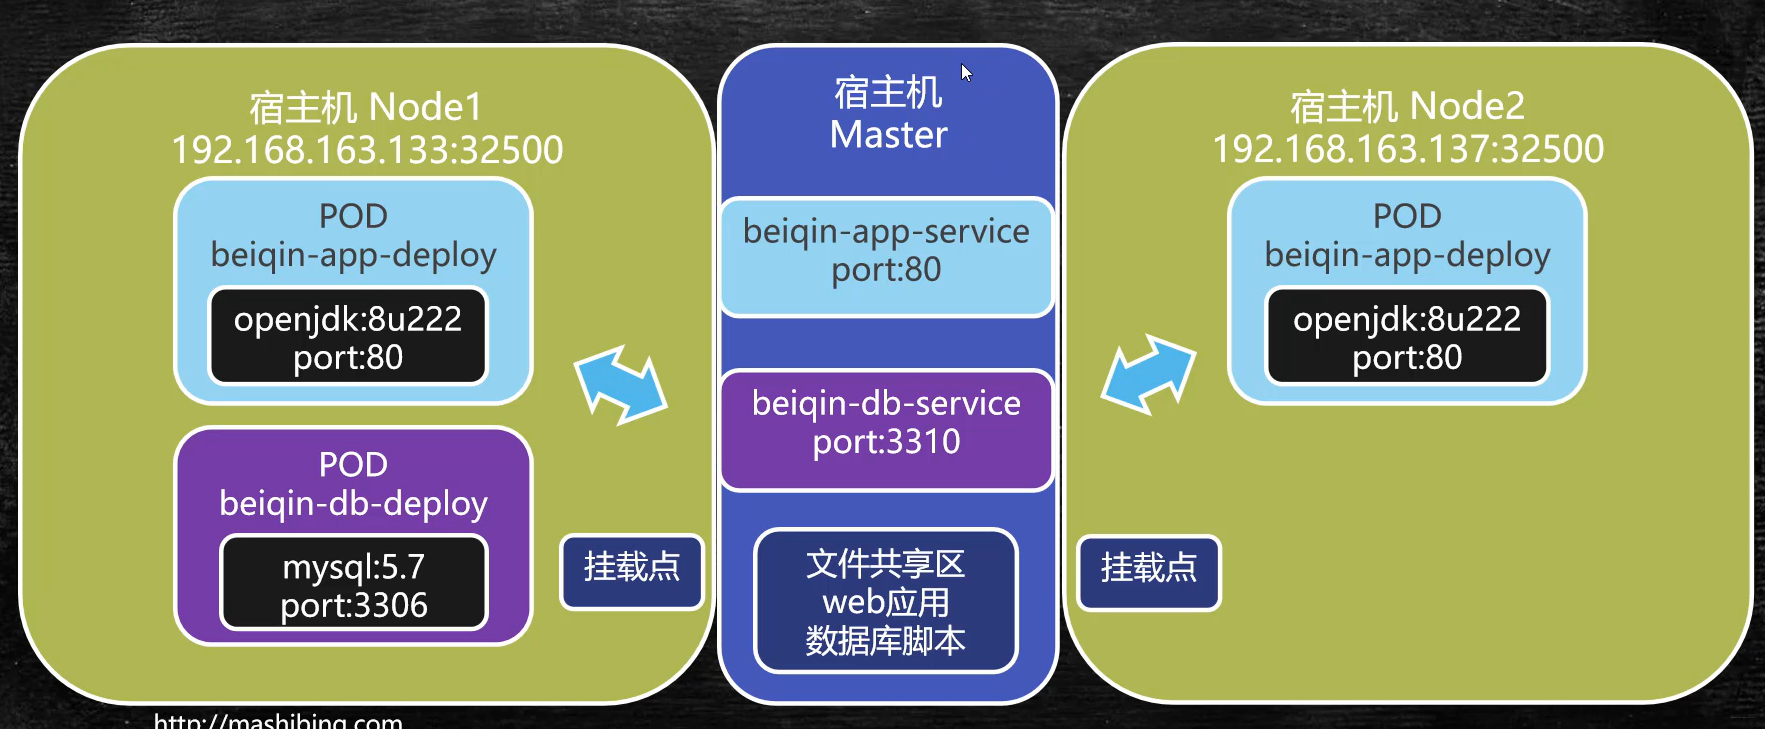 宿主机 Node1
192.168.163.133:32500
POD
beiqin-app-deploy
openjdk:8u222
port:80
POD
beiqin-db-deploy
mysql:5.7
port:3306
挂载点
宿主机
Master
beiqin-app-service
port:80
beiqin-db-service
port:3310
文件共享区
web应用
数据库脚本
宿主机 Node2
192.168.163.137:32500
POD
beiqin-app-deploy
openjdk:8u222
port:80
挂载点
http://mashibing.com